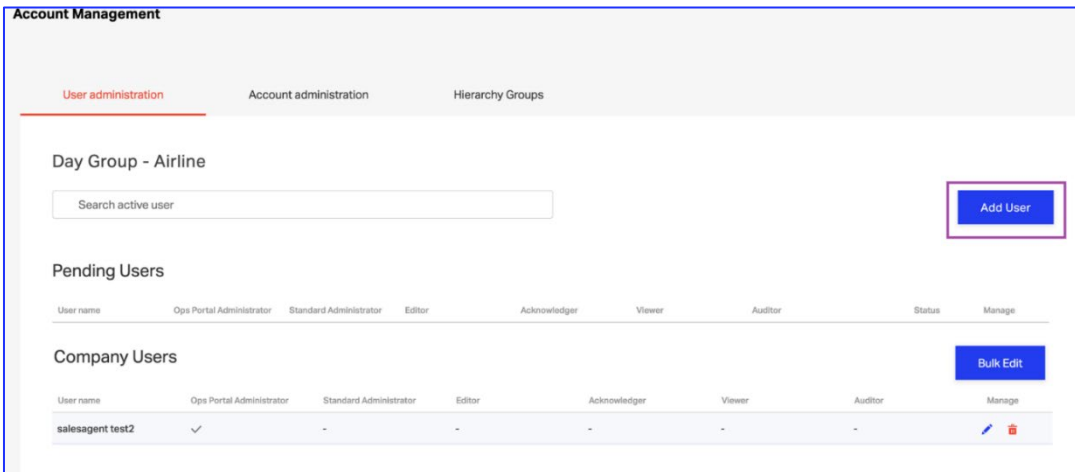 Account Management
User administration Account administration Hierarchy Groups
Day Group - Airline
Search active user
Add User
Pending Users
User name Ops Portal Administrator Standard Administrator Editor Acknowledger Viewer Auditor Status Manage
Company Users
Bulk Edit
User name Ops Portal Administrator Standard Administrator Editor Acknowledger Viewer Auditor Manage
salesagent test2 ✓ - - - - -